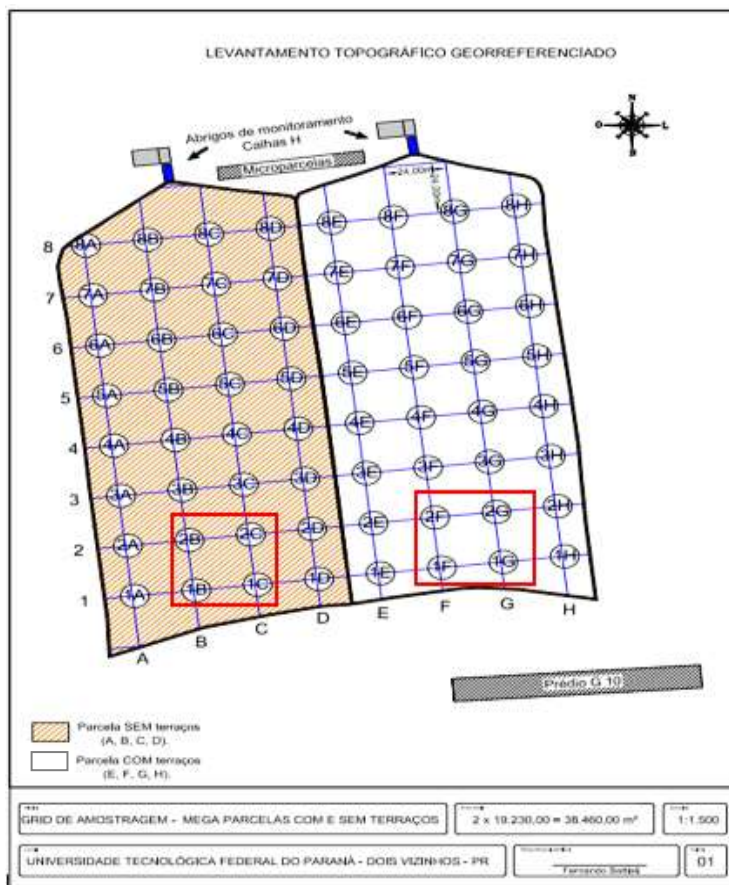 LEVANTAMENTO TOPOGRÁFICO GEORREFERENCIADO
N
O
L
Abrigos de monitoramento
Calhas H
Microparcelas
24.00m
8 8A 8B 8C 8D 8E 8F 8G 8H
7 7A 7B 7C 7D 7E 7F 7G 7H
6 6A 6B 6C 6D 6E 6F 6G 6H
5 5A 5B 5C 5D 5E 5F 5G 5H
4 4A 4B 4C 4D 4E 4F 4G 4H
3 3A 3B 3C 3D 3E 3F 3G 3H
2 2A 2B 2C 2D 2E 2F 2G 2H
1 1A 1B 1C 1D 1E 1F 1G 1H
A B C D E F G H
Prédio G 10
Parcela SEM terraços
(A, B, C, D).
Parcela COM terraços
(E, F, G, H).
GRID DE AMOSTRAGEM - MEGA PARCELAS COM E SEM TERRAÇOS
2 x 19.230,00 = 38.460,00 m²
1:1.500
UNIVERSIDADE TECNOLÓGICA FEDERAL DO PARANÁ - DOIS VIZINHOS - PR
Fernando
01